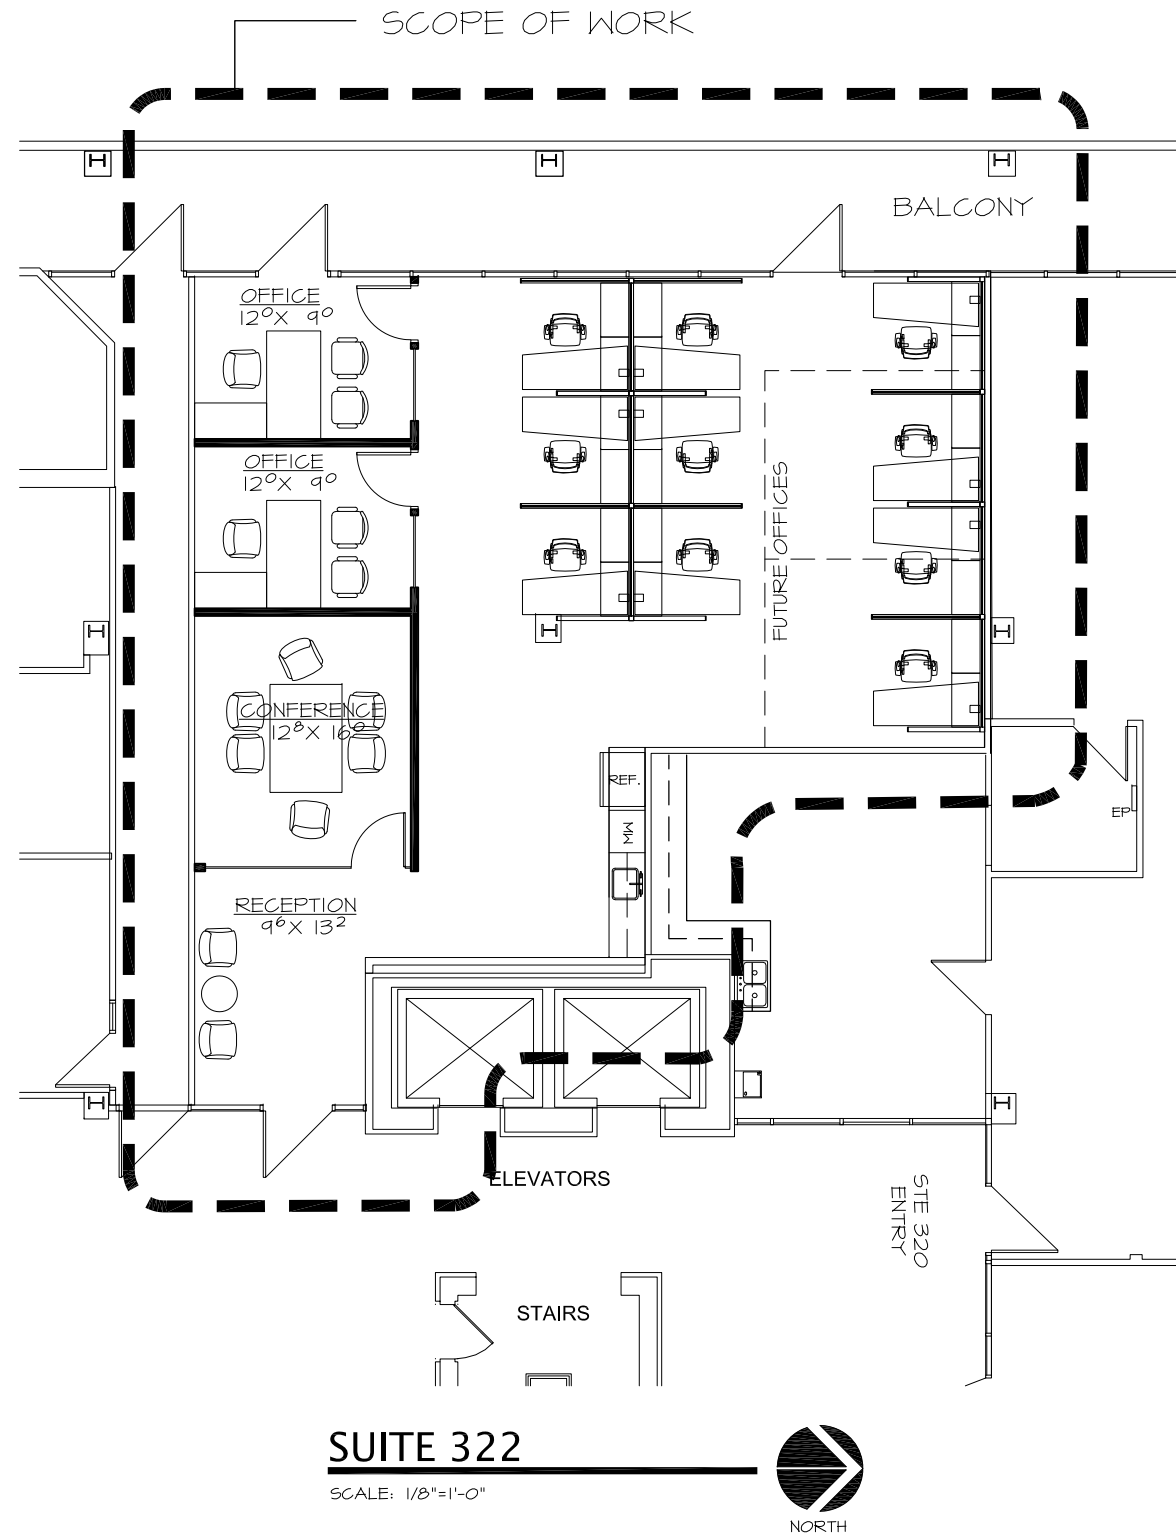 SCOPE OF WORK
BALCONY
OFFICE
12⁰X 9⁰
OFFICE
12⁰X 9⁰
FUTURE OFFICES
CONFERENCE
12⁸X 16⁰
REF.
MW
EP
RECEPTION
9⁶X 13²
ELEVATORS
STE 320
ENTRY
STAIRS
SUITE 322
SCALE: 1/8"=1'-0"
NORTH